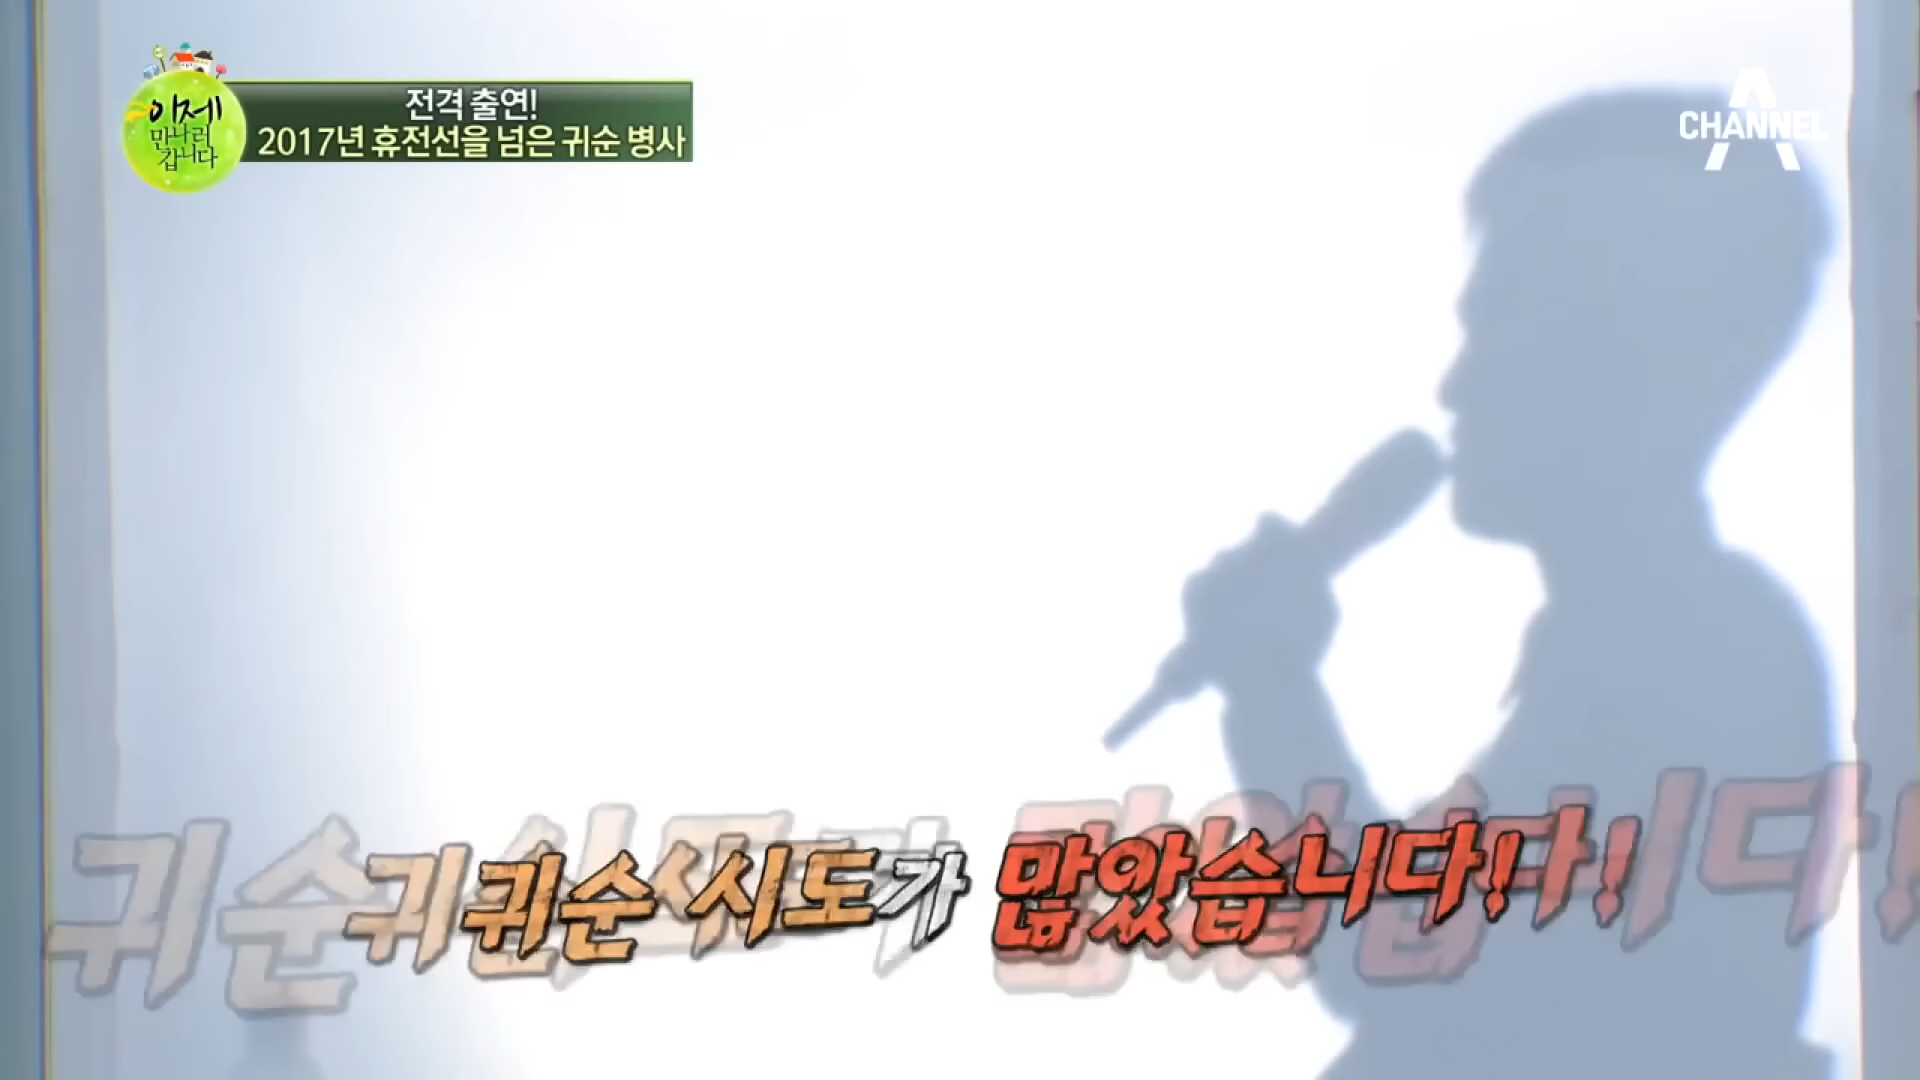 이제
만나러
갑니다
전격 출연!
2017년 휴전선을 넘은 귀순 병사
CHANNEL A
귀순 시도가 많았습니다!